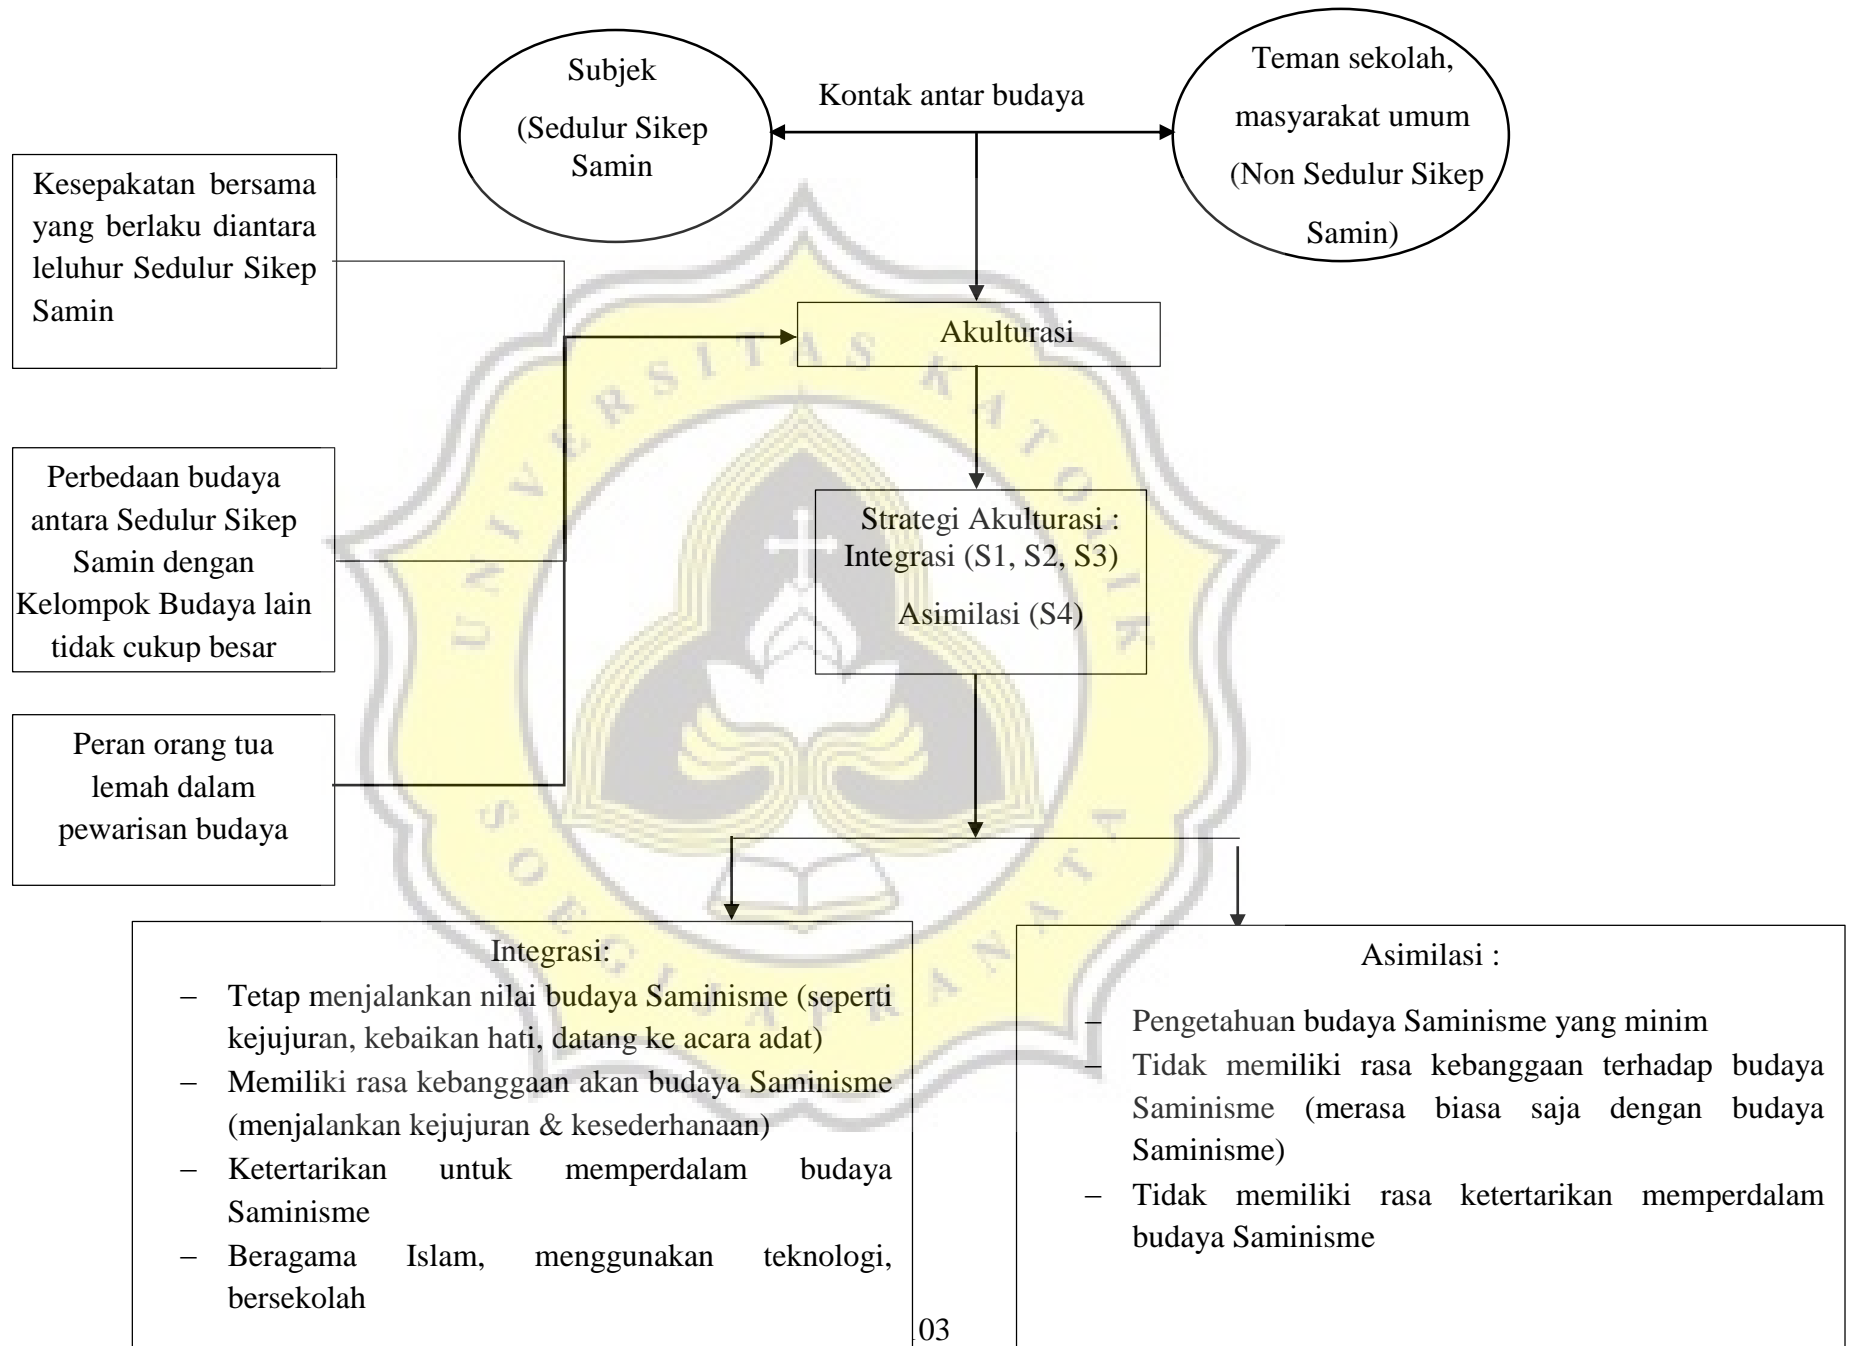 Subjek
(Sedulur Sikep
Samin
Kontak antar budaya
Teman sekolah,
masyarakat umum
(Non Sedulur Sikep
Samin)
Kesepakatan bersama
yang berlaku diantara
leluhur Sedulur Sikep
Samin
Akulturasi
Perbedaan budaya
antara Sedulur Sikep
Samin dengan
Kelompok Budaya lain
tidak cukup besar
Strategi Akulturasi :
Integrasi (S1, S2, S3)
Asimilasi (S4)
Peran orang tua
lemah dalam
pewarisan budaya
Integrasi:
– Tetap menjalankan nilai budaya Saminisme (seperti
kejujuran, kebaikan hati, datang ke acara adat)
– Memiliki rasa kebanggaan akan budaya Saminisme
(menjalankan kejujuran & kesederhanaan)
– Ketertarikan untuk memperdalam budaya
Saminisme
– Beragama Islam, menggunakan teknologi,
bersekolah
Asimilasi :
– Pengetahuan budaya Saminisme yang minim
– Tidak memiliki rasa kebanggaan terhadap budaya
Saminisme (merasa biasa saja dengan budaya
Saminisme)
– Tidak memiliki rasa ketertarikan memperdalam
budaya Saminisme
03
UNIVERSITAS KATOLIK
SOEGIJAPRANATA